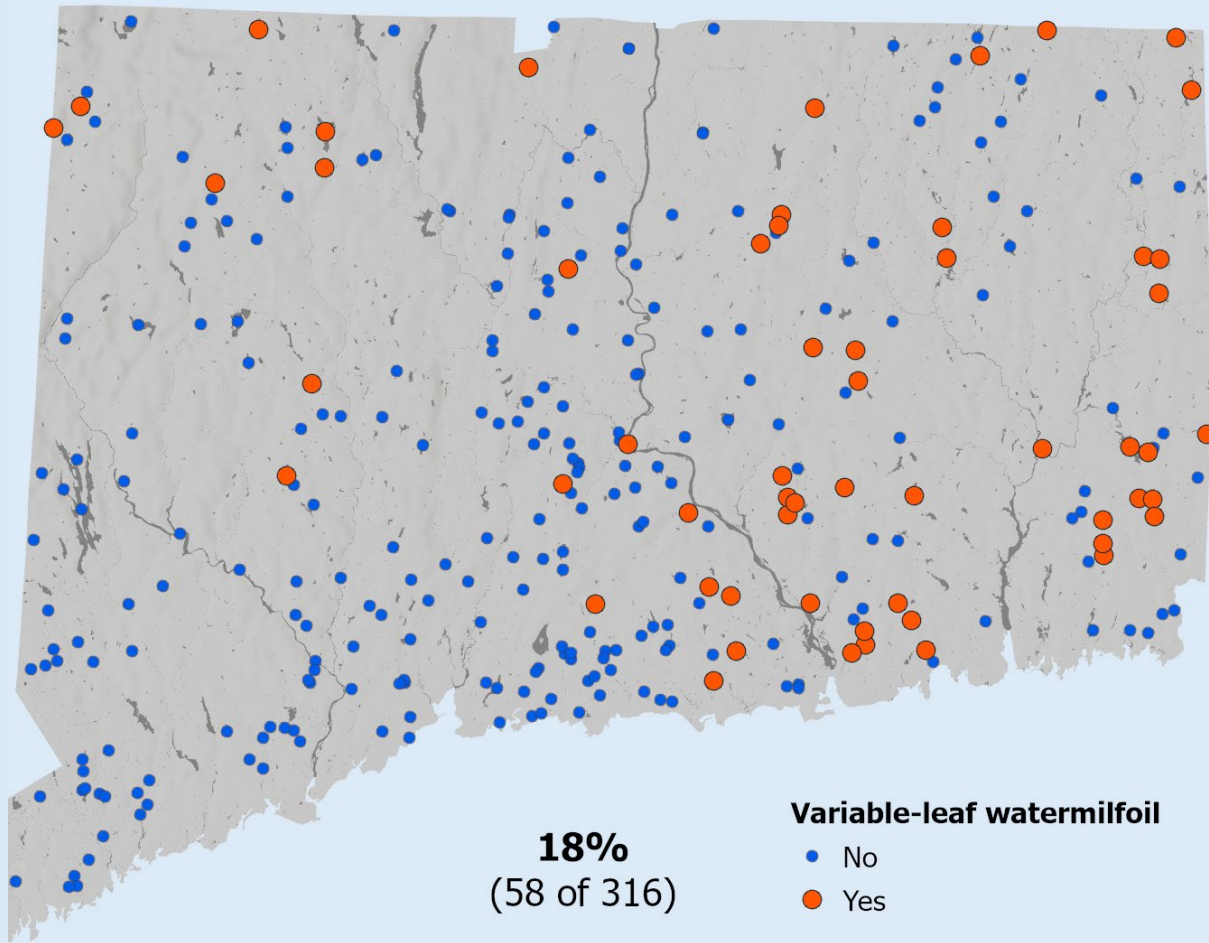 18%
(58 of 316)
Variable-leaf watermilfoil
No
Yes